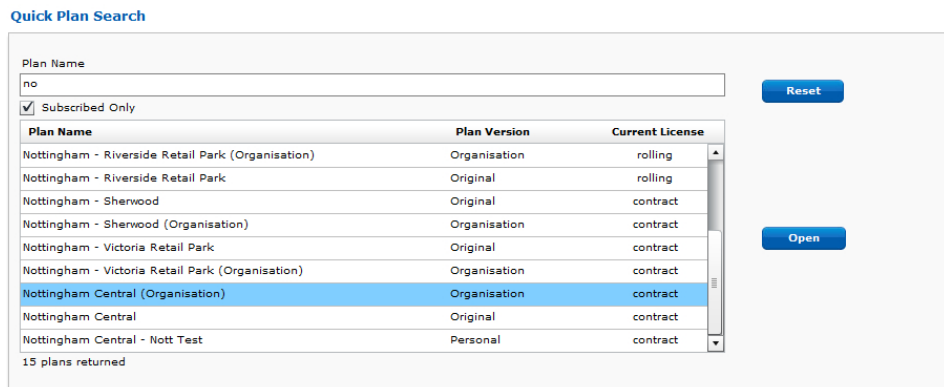 Quick Plan Search
Plan Name
no
Reset
Subscribed Only
Plan Name Plan Version Current License
Nottingham - Riverside Retail Park (Organisation) Organisation rolling
Nottingham - Riverside Retail Park Original rolling
Nottingham - Sherwood Original contract
Nottingham - Sherwood (Organisation) Organisation contract
Open
Nottingham - Victoria Retail Park Original contract
Nottingham - Victoria Retail Park (Organisation) Organisation contract
Nottingham Central (Organisation) Organisation contract
Nottingham Central Original contract
Nottingham Central - Nott Test Personal contract
15 plans returned